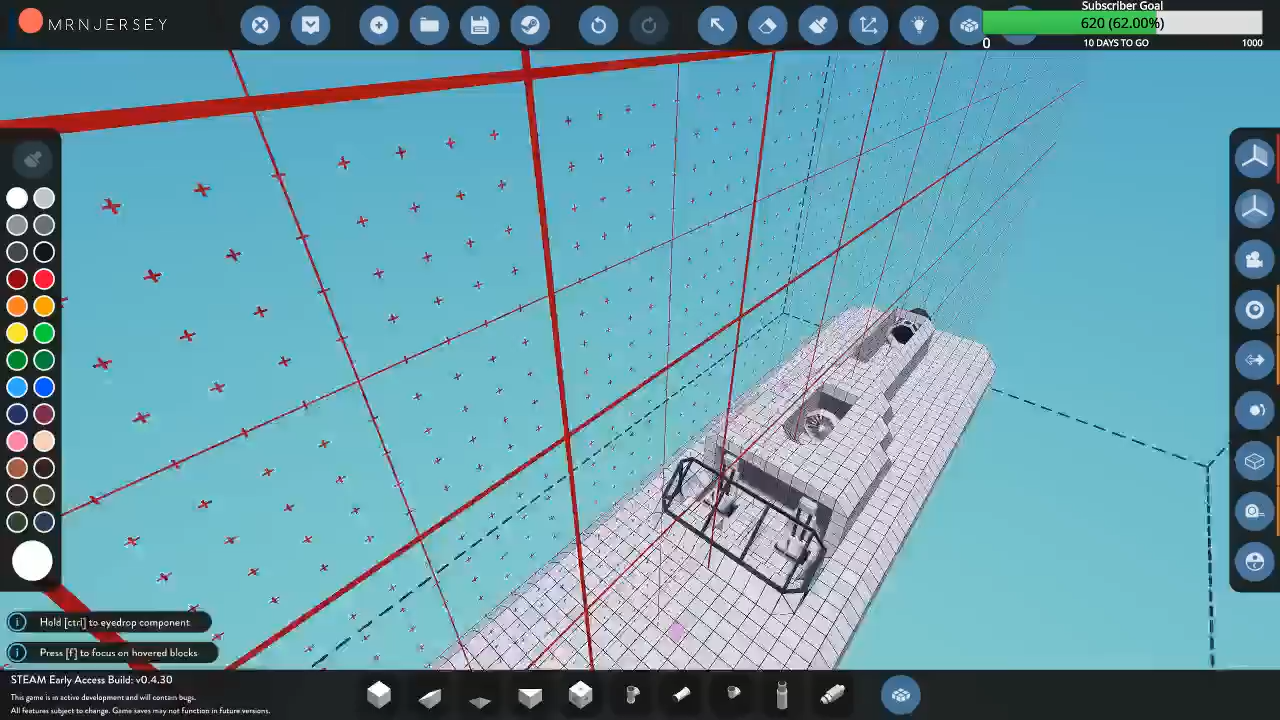 MRNJERSEY
Subscriber Goal
620 (62.00%)
0
10 DAYS TO GO
1000
Hold [ctrl] to eyedrop component
Press [f] to focus on hovered blocks
STEAM Early Access Build: v0.4.30
This game is in active development and will contain bugs.
All features subject to change. Game saves may not function in future versions.